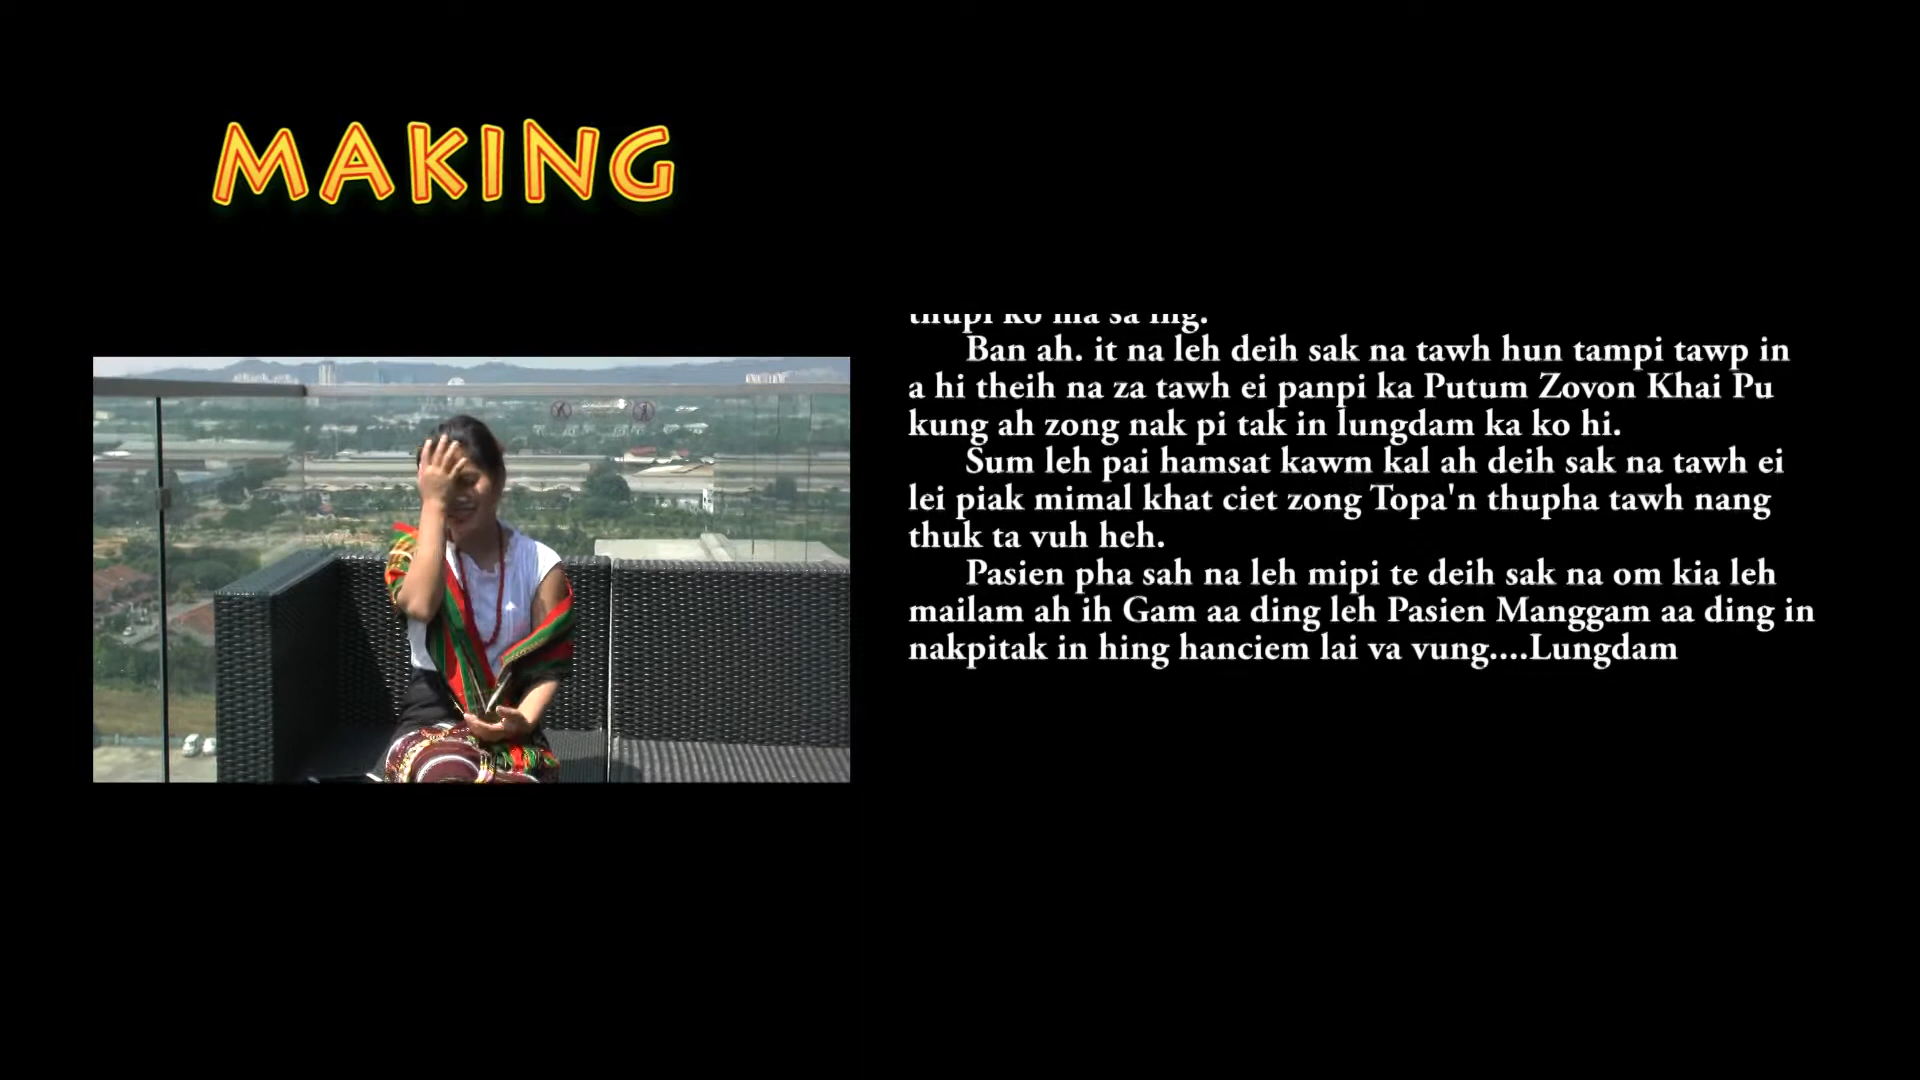 MAKING
Ban ah. it na leh deih sak na tawh hun tampi tawp in
a hi theih na za tawh ei panpi ka Putum Zovon Khai Pu
kung ah zong nak pi tak in lungdam ka ko hi.
Sum leh pai hamsat kawm kal ah deih sak na tawh ei
lei piak mimal khat ciet zong Topa'n thupha tawh nang
thuk ta vuh heh.
Pasien pha sah na leh mipi te deih sak na om kia leh
mailam ah ih Gam aa ding leh Pasien Manggam aa ding in
nakpitak in hing hanciem lai va vung....Lungdam